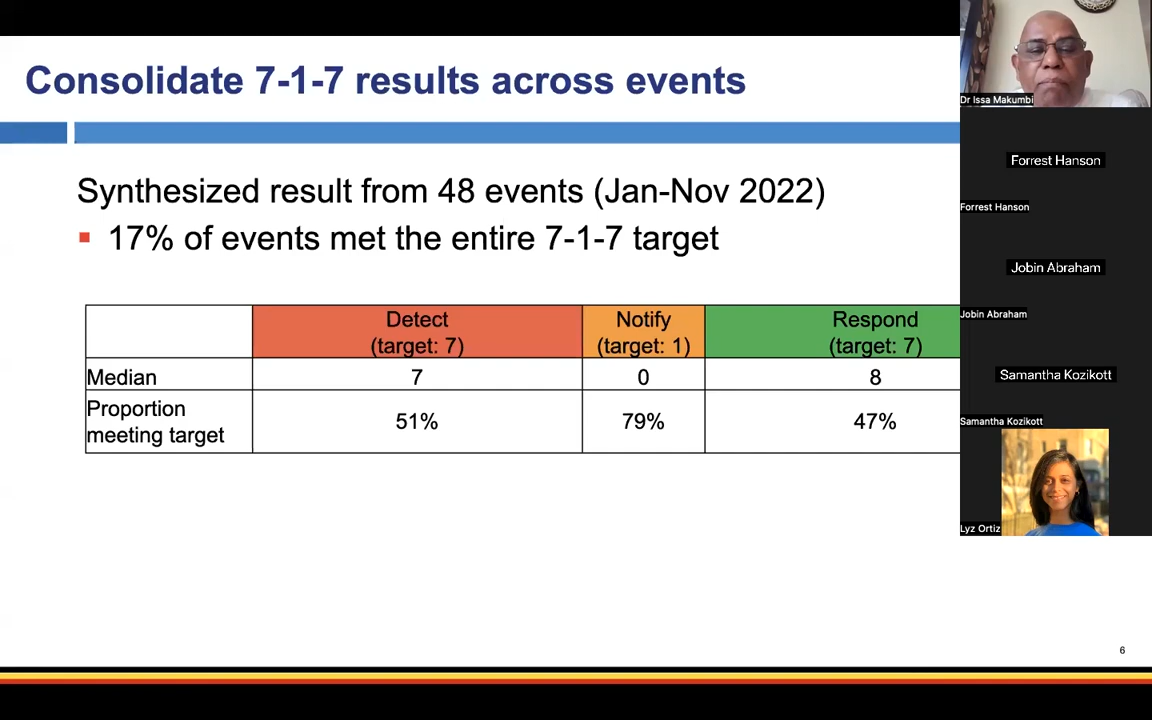 Consolidate 7-1-7 results across events
Synthesized result from 48 events (Jan-Nov 2022)
▪ 17% of events met the entire 7-1-7 target
Detect
(target: 7)
Notify
(target: 1)
Respond
(target: 7)
Median
7
0
8
Proportion
meeting target
51%
79%
47%
6
Dr Issa Makumbi
Forrest Hanson
Forrest Hanson
Jobin Abraham
Jobin Abraham
Samantha Kozikott
Samantha Kozikott
Lyz Ortiz